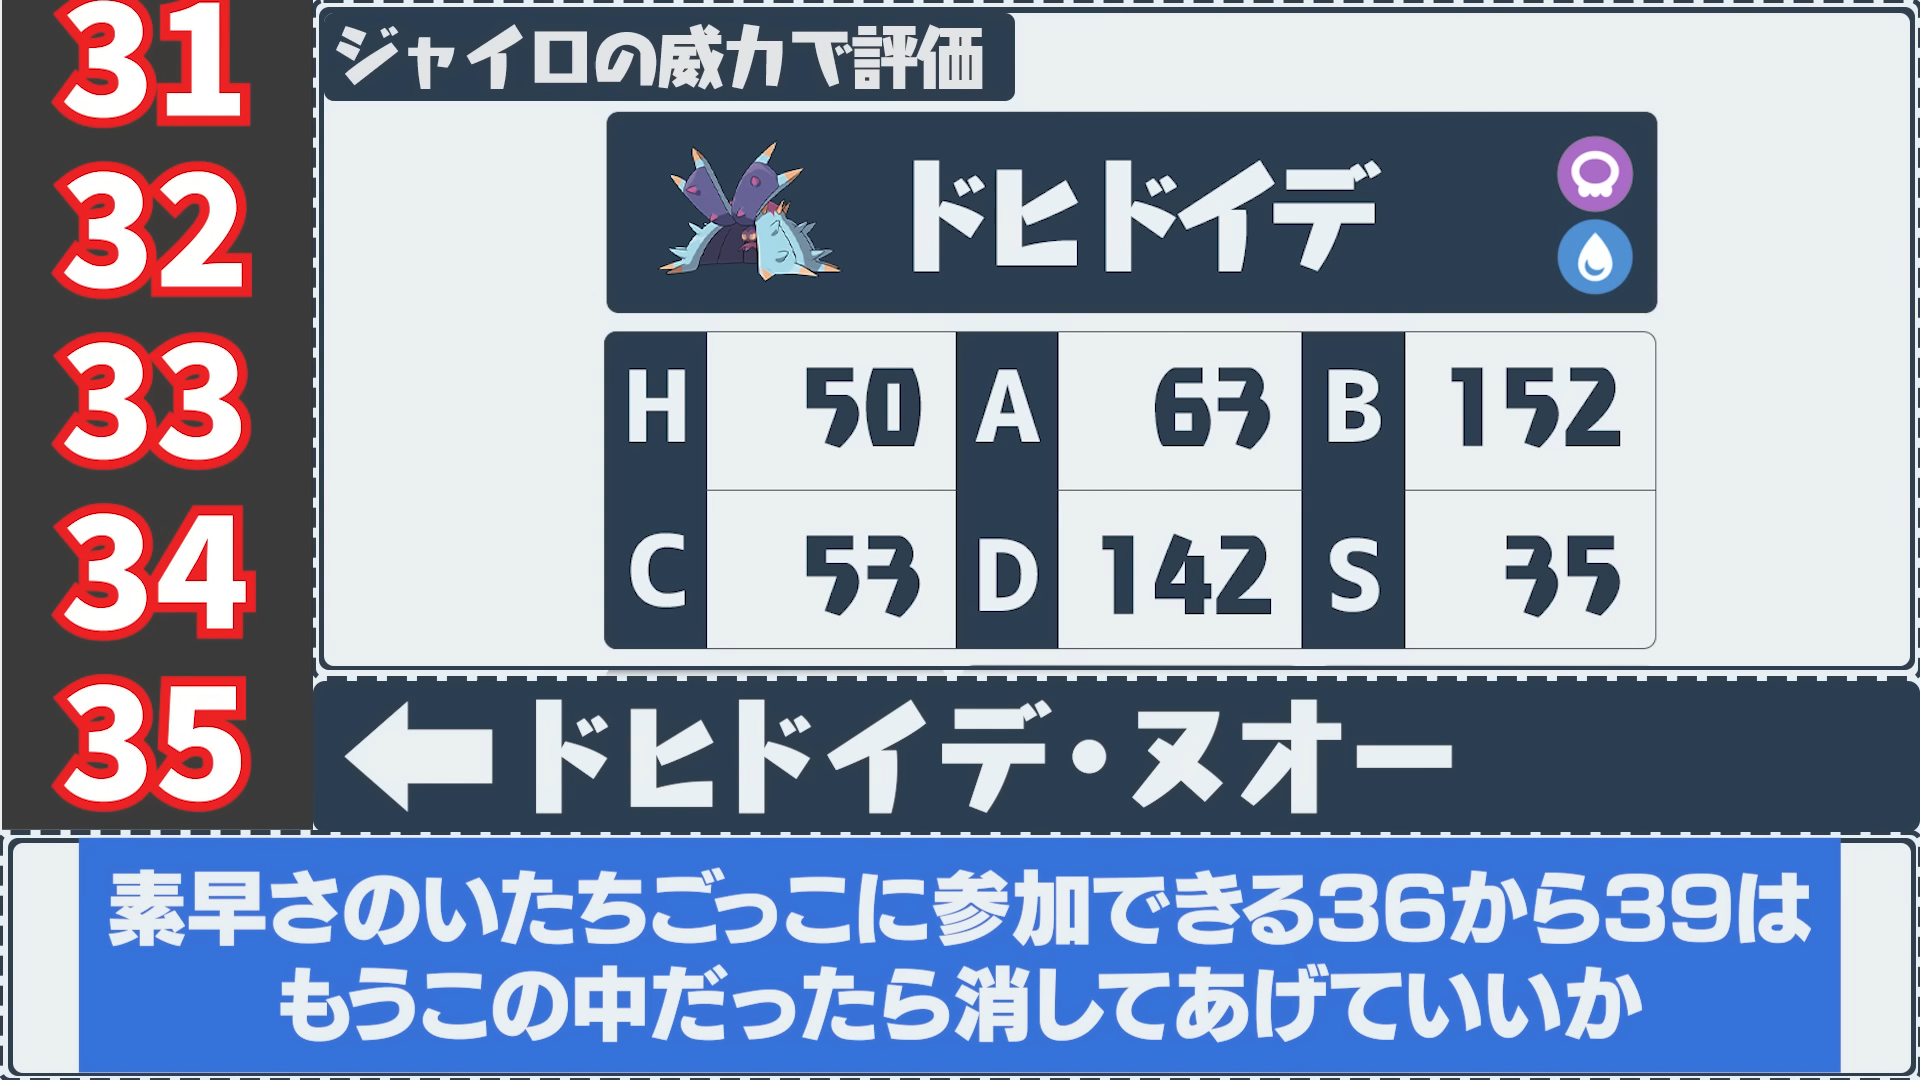 31
32
33
34
35
ジャイロの威力で評価
ドヒドイデ
H 50 A 63 B 152
C 53 D 142 S 35
←ドヒドイデ・ヌオー
素早さのいたちごっこに参加できる36から39は
もうこの中だったら消してあげていいか